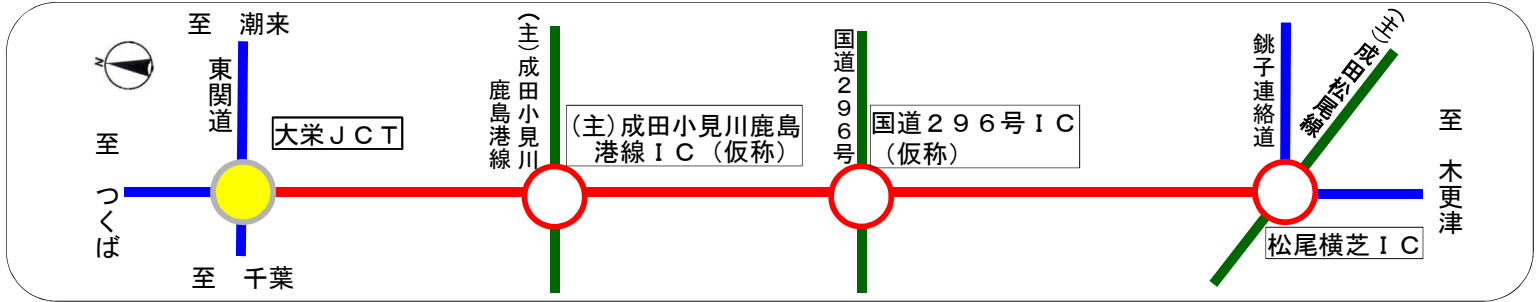 至 潮来
N
東関道
至 つくば
至 千葉
大栄ＪＣＴ
(主)成田小見川
鹿島港線
(主)成田小見川鹿島
港線ＩＣ（仮称）
国道２９６号
国道２９６号ＩＣ
（仮称）
銚子連絡道
(主)成田松尾線
松尾横芝ＩＣ
至 木更津